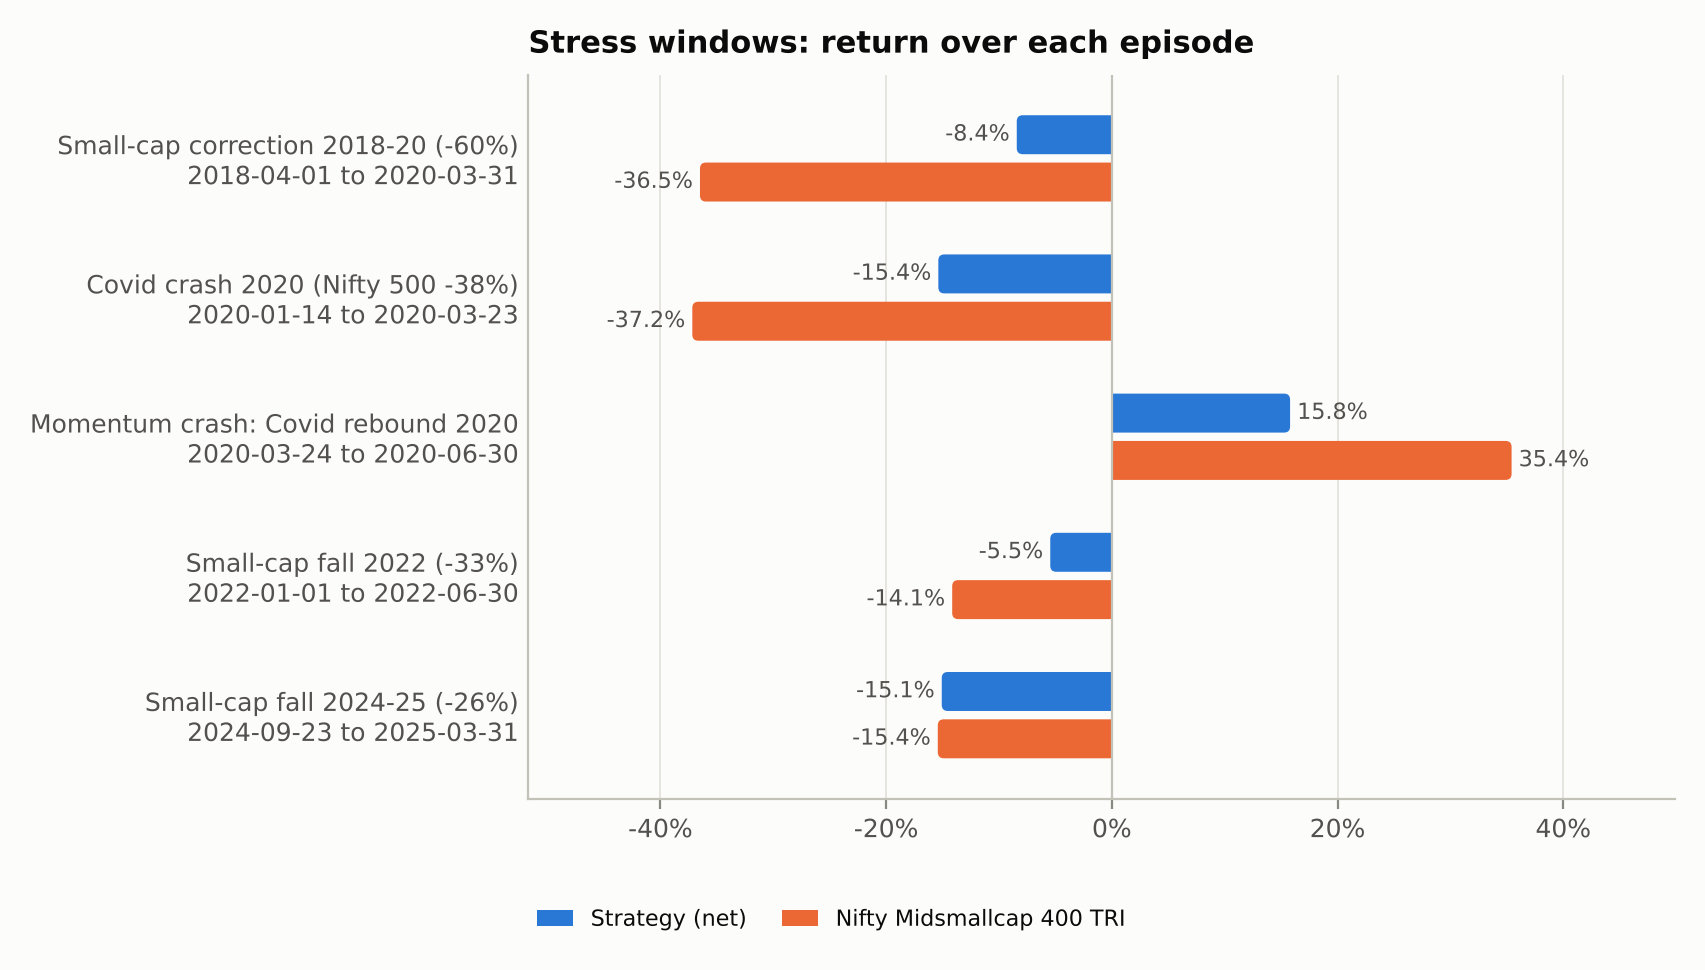 Stress windows: return over each episode
Small-cap correction 2018-20 (-60%)
2018-04-01 to 2020-03-31
-8.4%
-36.5%
Covid crash 2020 (Nifty 500 -38%)
2020-01-14 to 2020-03-23
-15.4%
-37.2%
Momentum crash: Covid rebound 2020
2020-03-24 to 2020-06-30
15.8%
35.4%
Small-cap fall 2022 (-33%)
2022-01-01 to 2022-06-30
-5.5%
-14.1%
Small-cap fall 2024-25 (-26%)
2024-09-23 to 2025-03-31
-15.1%
-15.4%
-40% -20% 0% 20% 40%
Strategy (net) Nifty Midsmallcap 400 TRI